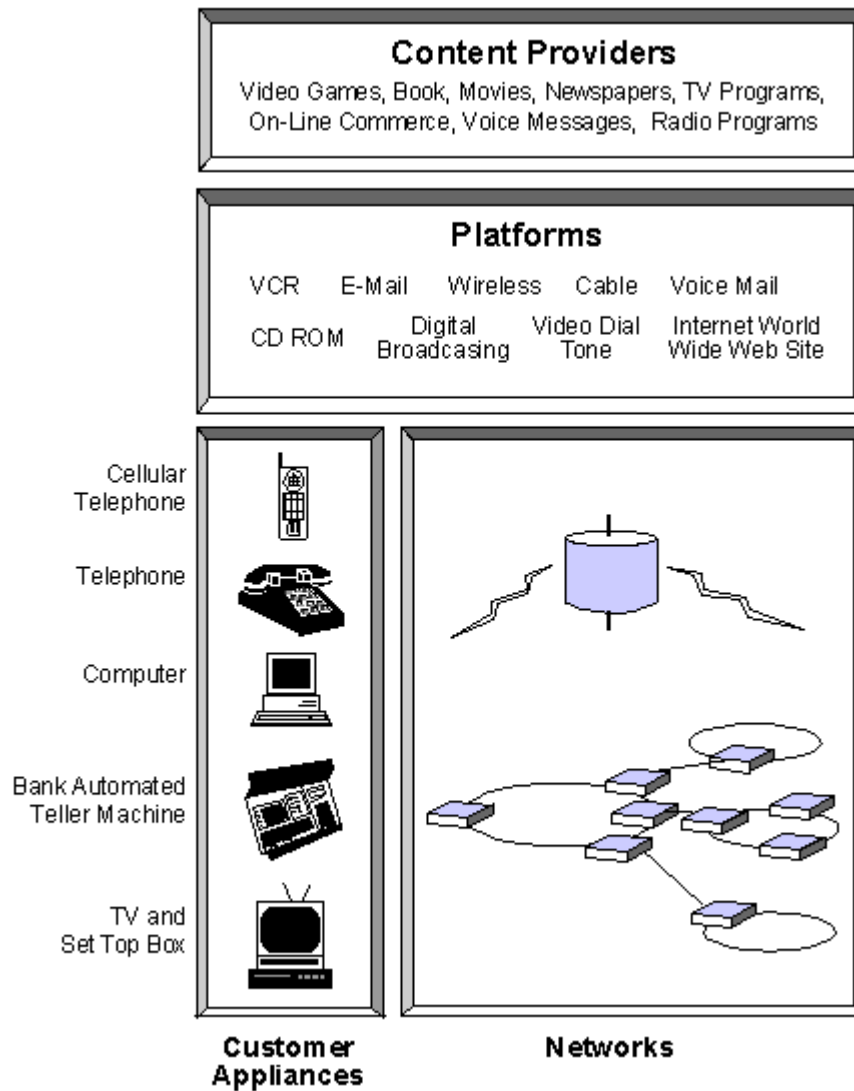 Content Providers
Video Games, Book, Movies, Newspapers, TV Programs,
On-Line Commerce, Voice Messages, Radio Programs
Platforms
VCR E-Mail Wireless Cable Voice Mail
CD ROM Digital Broadcasing Video Dial Tone Internet World Wide Web Site
Cellular
Telephone
Telephone
Computer
Bank Automated
Teller Machine
TV and
Set Top Box
Customer
Appliances
Networks